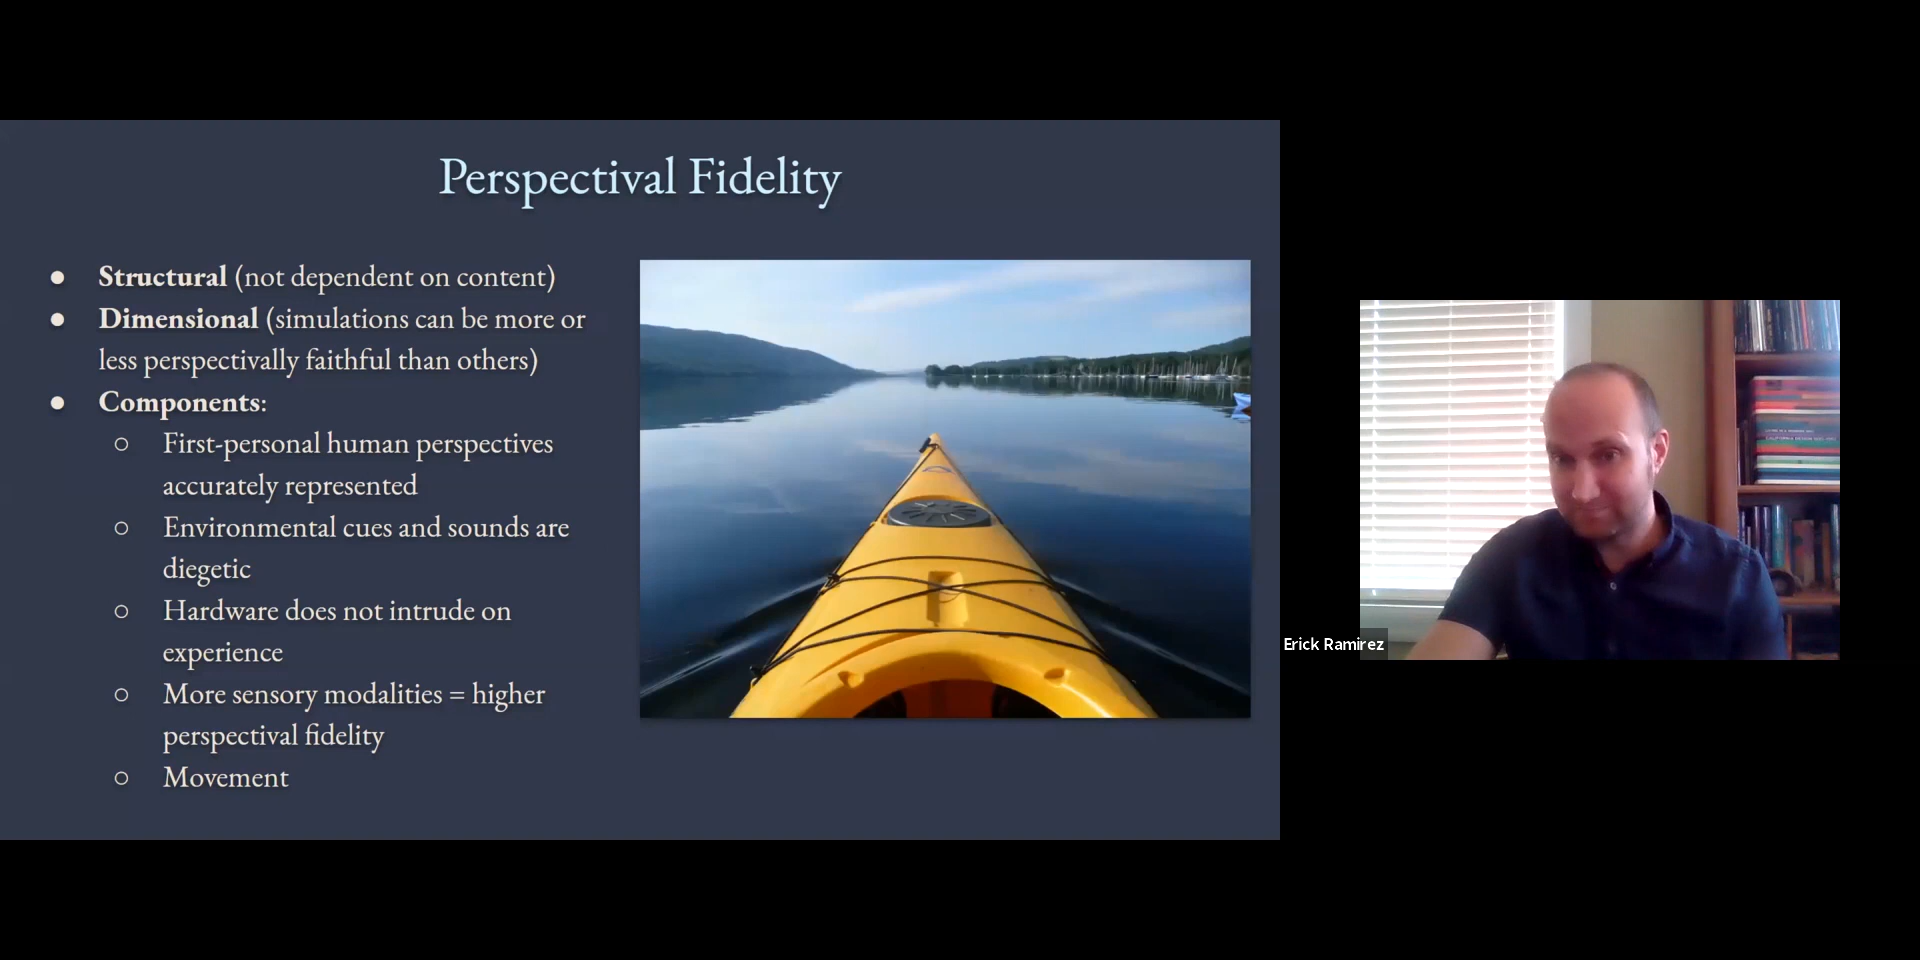 Perspectival Fidelity
● Structural (not dependent on content)
● Dimensional (simulations can be more or
less perspectivally faithful than others)
● Components:
○ First-personal human perspectives
accurately represented
○ Environmental cues and sounds are
diegetic
○ Hardware does not intrude on
experience
○ More sensory modalities = higher
perspectival fidelity
○ Movement
Erick Ramirez